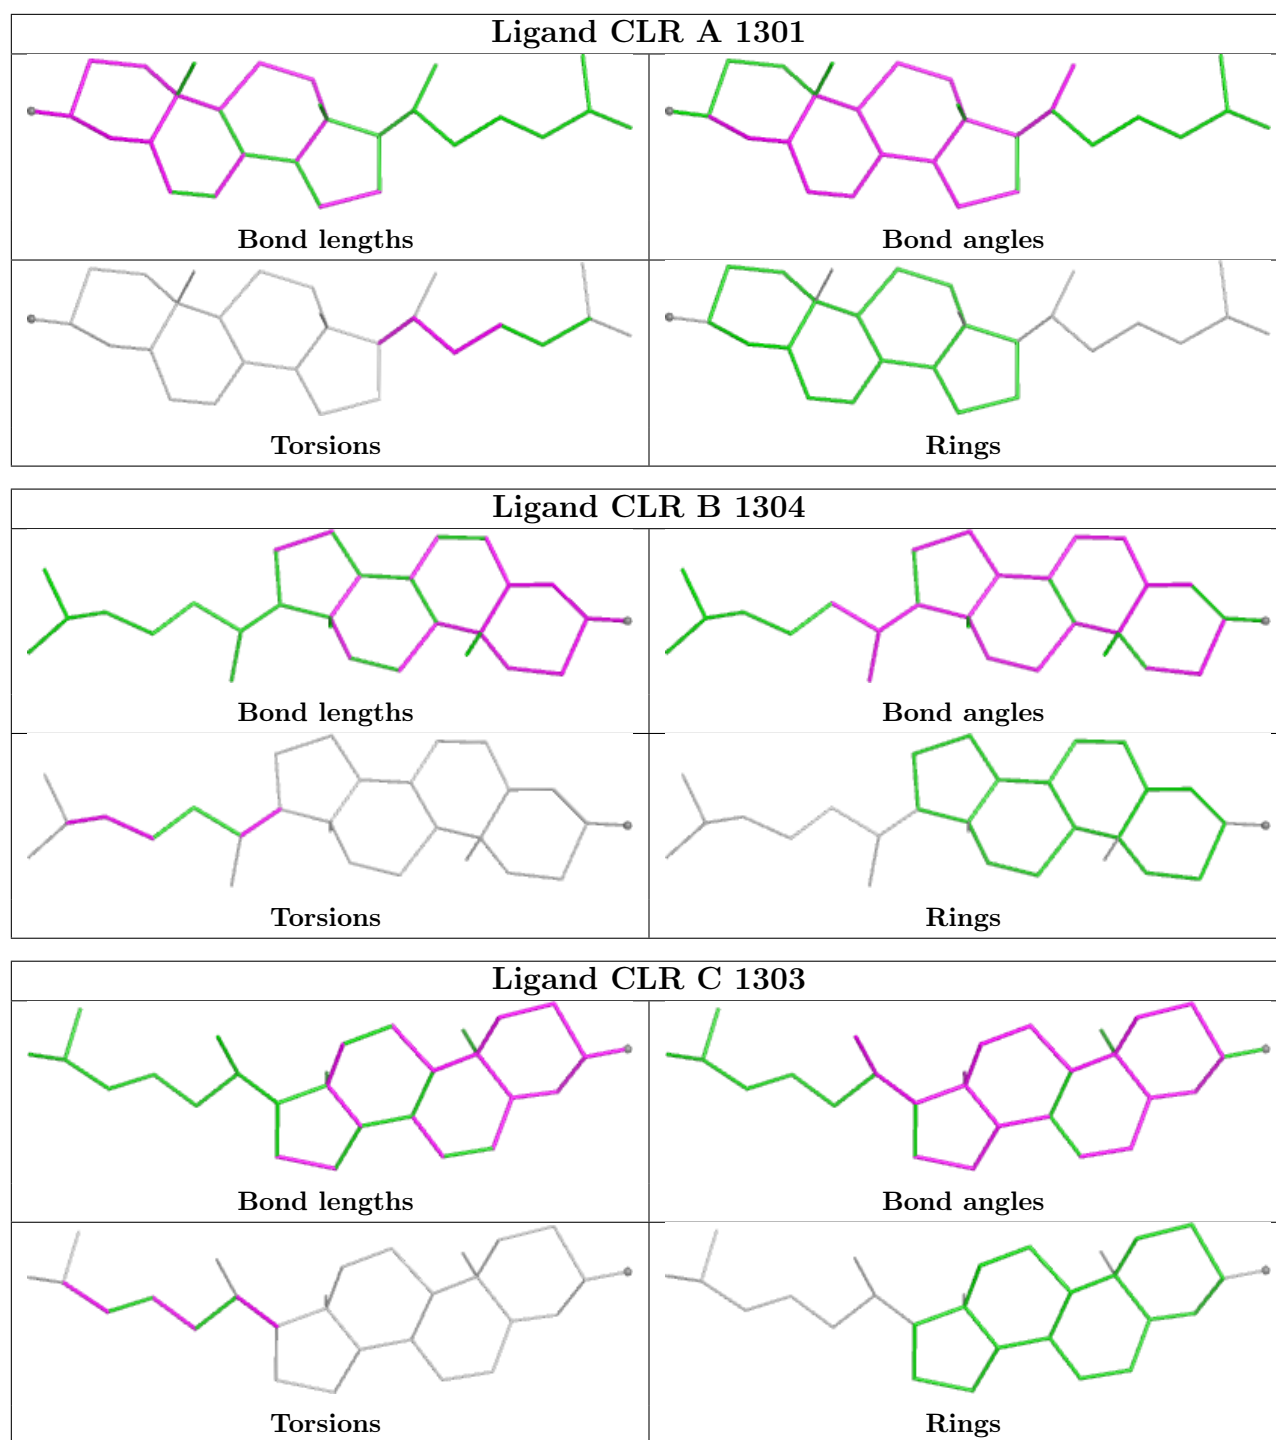 Ligand CLR A 1301
Bond lengths
Bond angles
Torsions
Rings
Ligand CLR B 1304
Bond lengths
Bond angles
Torsions
Rings
Ligand CLR C 1303
Bond lengths
Bond angles
Torsions
Rings